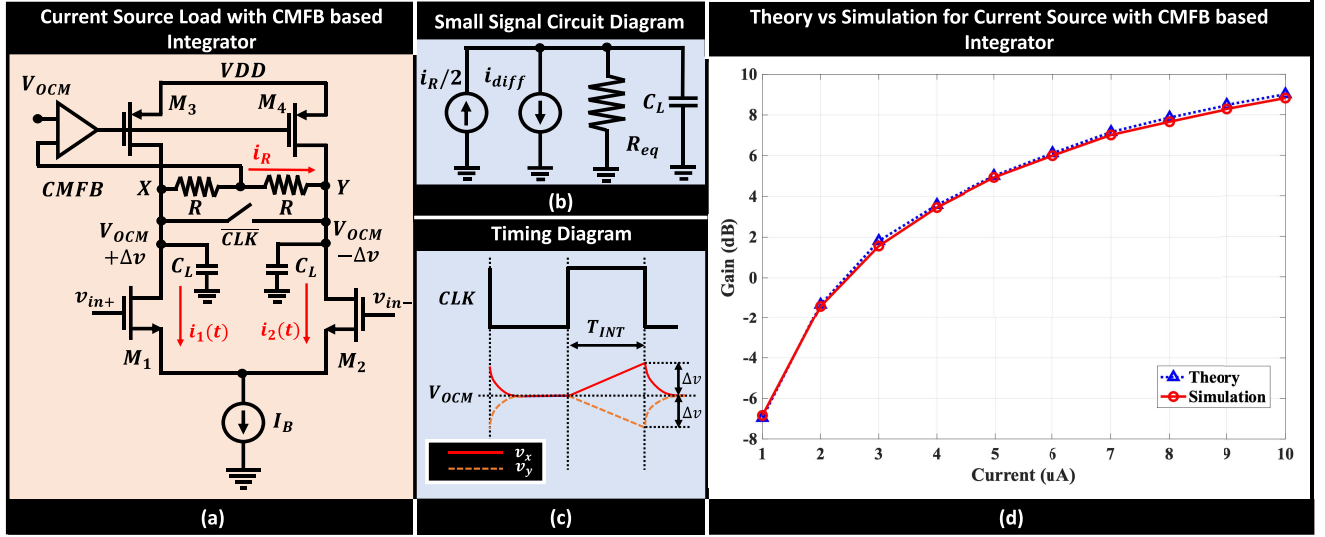 Current Source Load with CMFB based
Integrator
VDD
V_OCM
M_3
M_4
i_R
CMFB
X
R
R
Y
CLK
V_OCM
+Δv
V_OCM
−Δv
C_L
C_L
v_in+
v_in−
i_1(t)
i_2(t)
M_1
M_2
I_B
(a)
Small Signal Circuit Diagram
i_R/2
i_diff
R_eq
C_L
(b)
Timing Diagram
CLK
T_INT
V_OCM
Δv
Δv
v_x
v_y
(c)
Theory vs Simulation for Current Source with CMFB based
Integrator
10
8
6
4
2
0
-2
-4
-6
-8
Gain (dB)
Theory
Simulation
1 2 3 4 5 6 7 8 9 10
Current (uA)
(d)